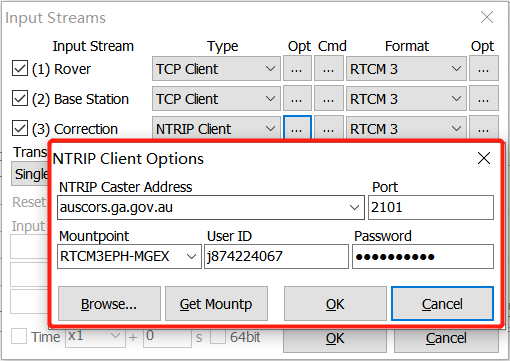 Input Streams
Input Stream Type Opt Cmd Format Opt
(1) Rover TCP Client ... ... RTCM 3 ...
(2) Base Station TCP Client ... ... RTCM 3 ...
(3) Correction NTRIP Client ... ... RTCM 3 ...
Trans
Single
Reset
Input
NTRIP Client Options
NTRIP Caster Address Port
auscors.ga.gov.au 2101
Mountpoint User ID Password
RTCM3EPH-MGEX j874224067 ●●●●●●●●●●
Browse... Get Mountp OK Cancel
Time x1 + 0 s 64bit OK Cancel